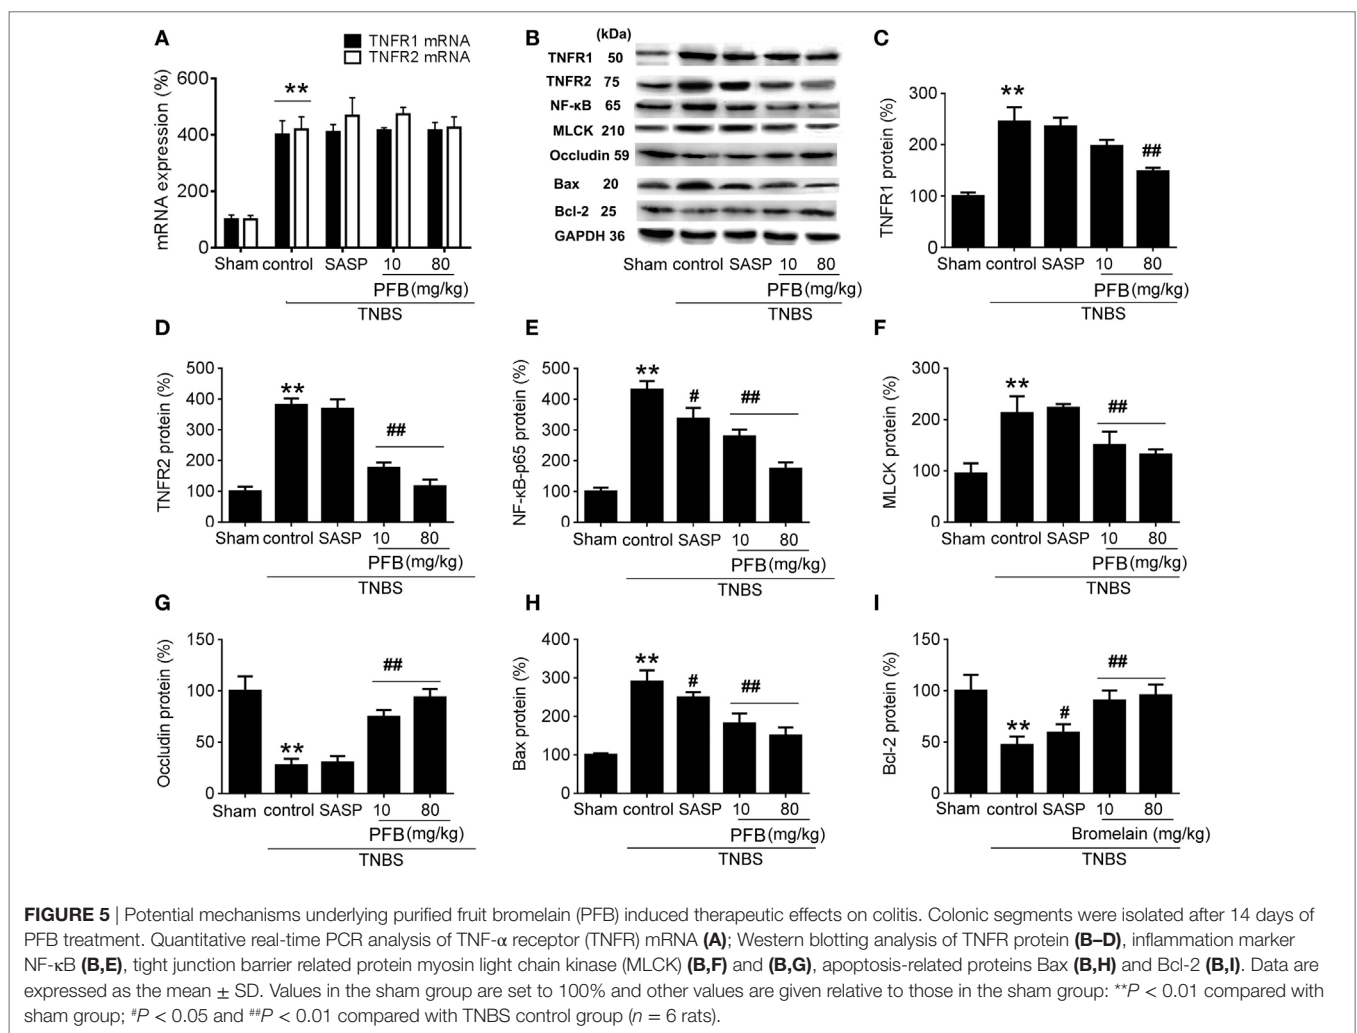 A
TNFR1 mRNA
TNFR2 mRNA
mRNA expression (%)
600
**
400
200
0
Sham control SASP 10 80
PFB (mg/kg)
TNBS
B
(kDa)
TNFR1 50
TNFR2 75
NF-κB 65
MLCK 210
Occludin 59
Bax 20
Bcl-2 25
GAPDH 36
Sham control SASP 10 80
PFB (mg/kg)
TNBS
C
TNFR1 protein (%)
300
**
200
##
100
0
Sham control SASP 10 80
PFB (mg/kg)
TNBS
D
TNFR2 protein (%)
500
400
**
300
##
200
100
0
Sham control SASP 10 80
PFB (mg/kg)
TNBS
E
NF-κB-p65 protein (%)
500
**
400
# ##
300
200
100
0
Sham control SASP 10 80
PFB (mg/kg)
TNBS
F
MLCK protein (%)
300
**
##
200
100
0
Sham control SASP 10 80
PFB (mg/kg)
TNBS
G
Occludin protein (%)
150
##
100
50
**
0
Sham control SASP 10 80
PFB (mg/kg)
TNBS
H
Bax protein (%)
400
**
# ##
300
200
100
0
Sham control SASP 10 80
PFB (mg/kg)
TNBS
I
Bcl-2 protein (%)
150
##
100
** #
50
0
Sham control SASP 10 80
Bromelain (mg/kg)
TNBS
FIGURE 5 | Potential mechanisms underlying purified fruit bromelain (PFB) induced therapeutic effects on colitis. Colonic segments were isolated after 14 days of
PFB treatment. Quantitative real-time PCR analysis of TNF-α receptor (TNFR) mRNA (A); Western blotting analysis of TNFR protein (B–D), inflammation marker
NF-κB (B,E), tight junction barrier related protein myosin light chain kinase (MLCK) (B,F) and (B,G), apoptosis-related proteins Bax (B,H) and Bcl-2 (B,I). Data are
expressed as the mean ± SD. Values in the sham group are set to 100% and other values are given relative to those in the sham group: **P < 0.01 compared with
sham group; #P < 0.05 and ##P < 0.01 compared with TNBS control group (n = 6 rats).